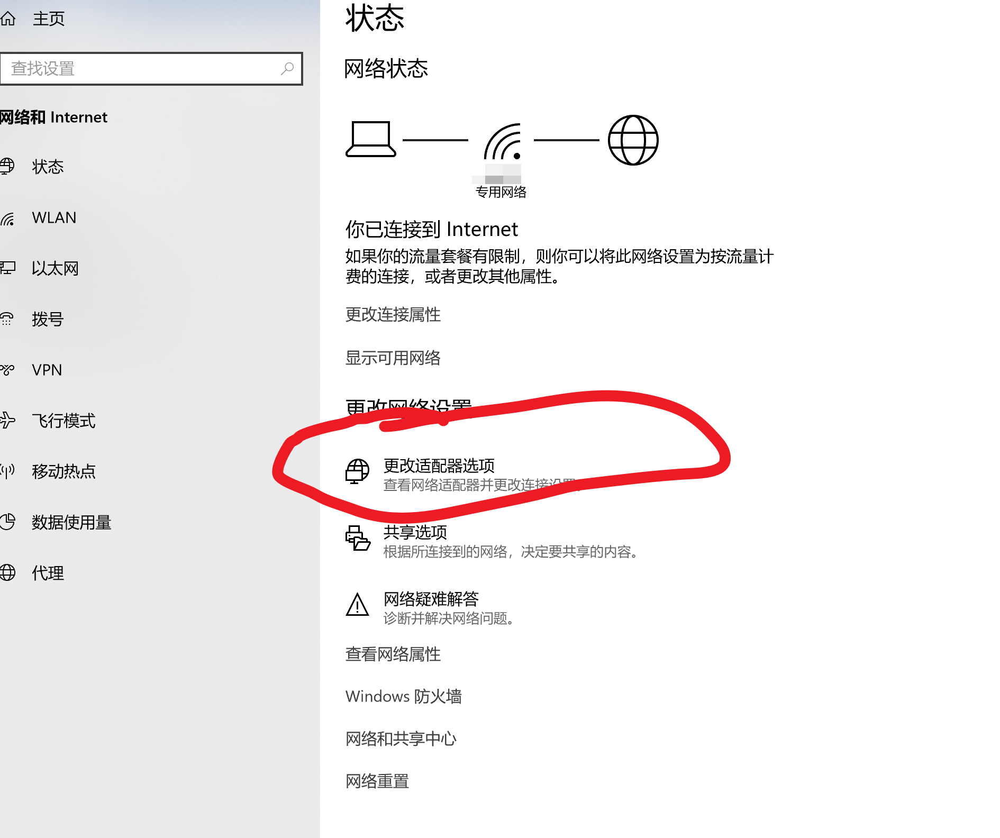 主页
查找设置
网络和 Internet
状态
WLAN
以太网
拨号
VPN
飞行模式
移动热点
数据使用量
代理
状态
网络状态
专用网络
你已连接到 Internet
如果你的流量套餐有限制，则你可以将此网络设置为按流量计
费的连接，或者更改其他属性。
更改连接属性
显示可用网络
更改网络设置
更改适配器选项
查看网络适配器并更改连接设置。
共享选项
根据所连接到的网络，决定要共享的内容。
网络疑难解答
诊断并解决网络问题。
查看网络属性
Windows 防火墙
网络和共享中心
网络重置